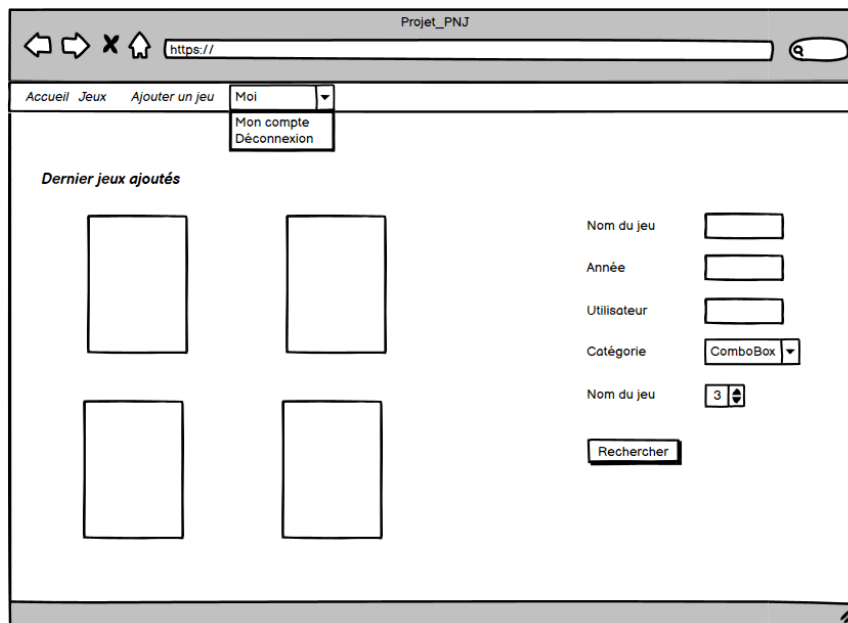 Projet_PNJ
https://
Accueil Jeux Ajouter un jeu Moi
Mon compte
Déconnexion
Dernier jeux ajoutés
Nom du jeu
Année
Utilisateur
Catégorie ComboBox
Nom du jeu 3
Rechercher